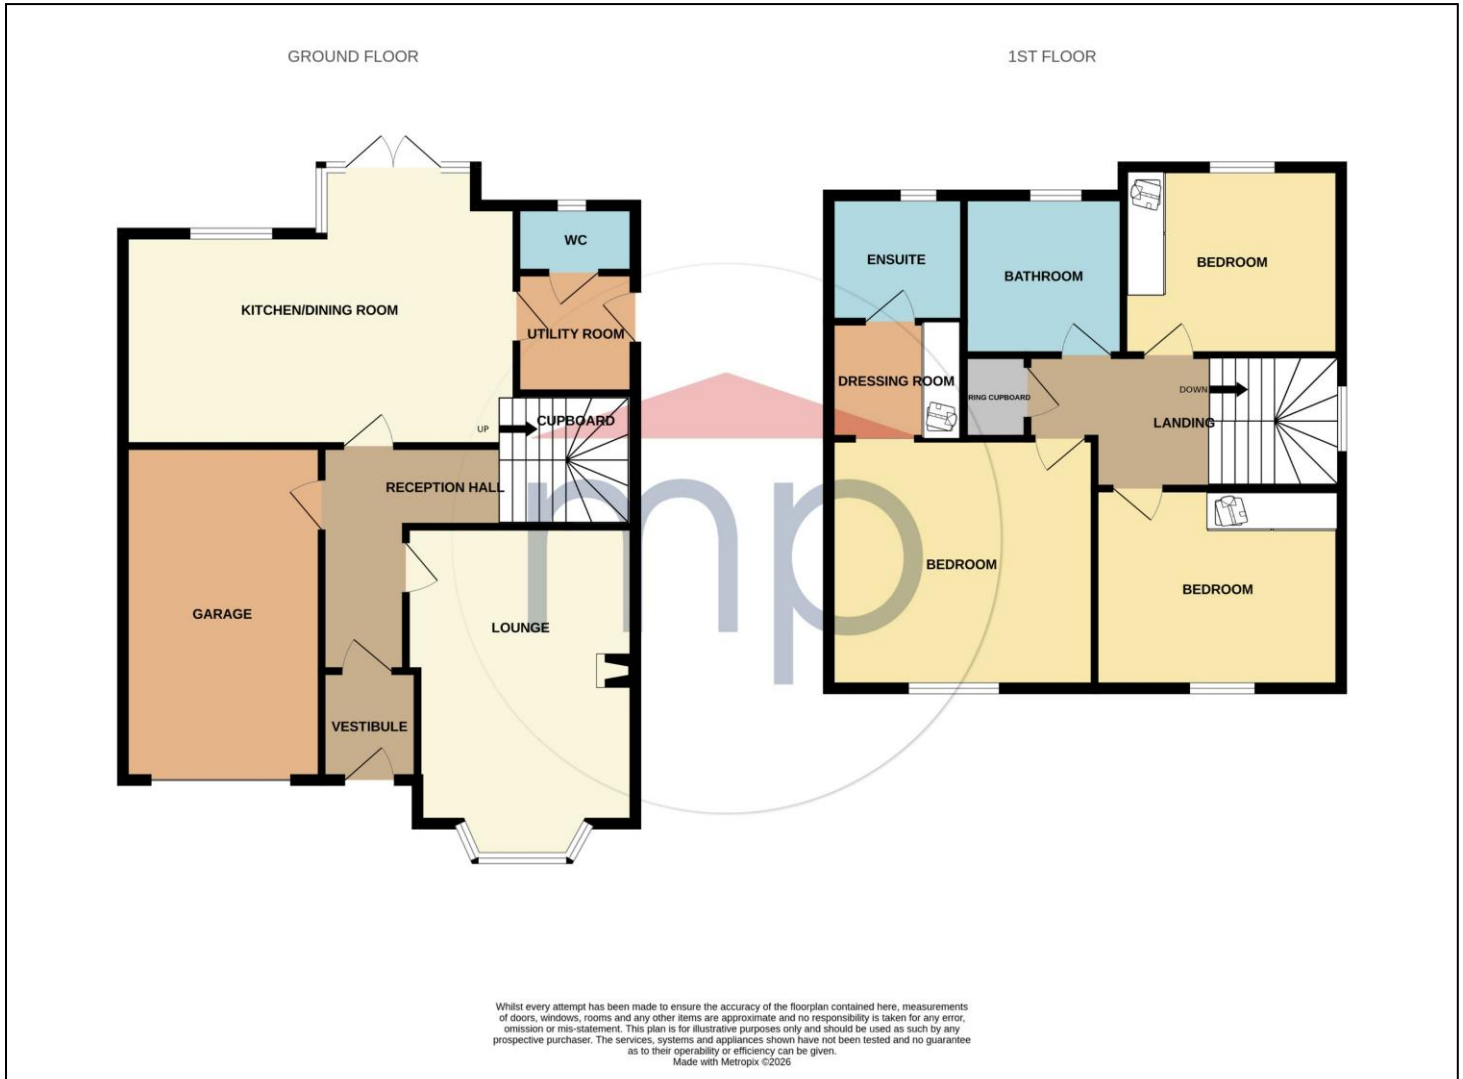 GROUND FLOOR
1ST FLOOR
WC
KITCHEN/DINING ROOM
UTILITY ROOM
CUPBOARD
UP
RECEPTION HALL
GARAGE
LOUNGE
VESTIBULE
ENSUITE
BATHROOM
BEDROOM
DRESSING ROOM
RING CUPBOARD
DOWN
LANDING
BEDROOM
BEDROOM
mp
Whilst every attempt has been made to ensure the accuracy of the floorplan contained here, measurements
of doors, windows, rooms and any other items are approximate and no responsibility is taken for any error,
omission or mis-statement. This plan is for illustrative purposes only and should be used as such by any
prospective purchaser. The services, systems and appliances shown have not been tested and no guarantee
as to their operability or efficiency can be given.
Made with Metropix ©2026